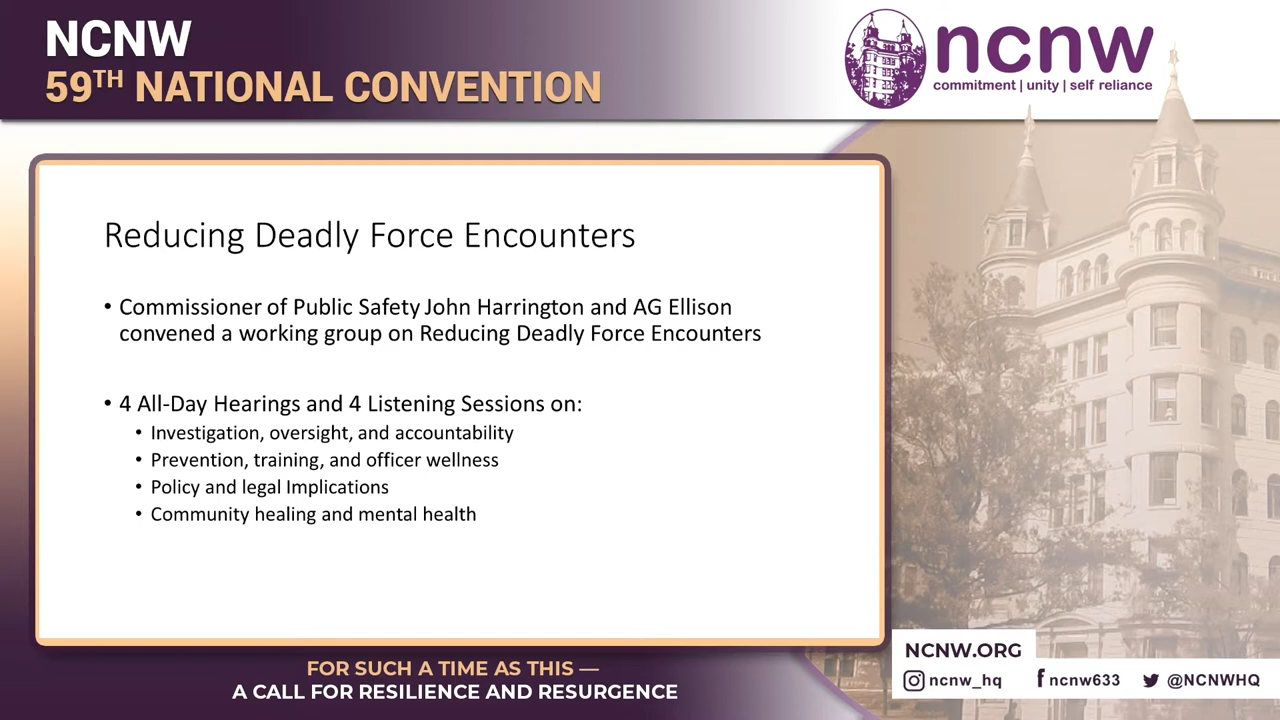 NCNW
59TH NATIONAL CONVENTION
ncnw
commitment | unity | self reliance
Reducing Deadly Force Encounters
• Commissioner of Public Safety John Harrington and AG Ellison
convened a working group on Reducing Deadly Force Encounters
• 4 All-Day Hearings and 4 Listening Sessions on:
• Investigation, oversight, and accountability
• Prevention, training, and officer wellness
• Policy and legal Implications
• Community healing and mental health
FOR SUCH A TIME AS THIS —
A CALL FOR RESILIENCE AND RESURGENCE
NCNW.ORG
ncnw_hq ncnw633 @NCNWHQ